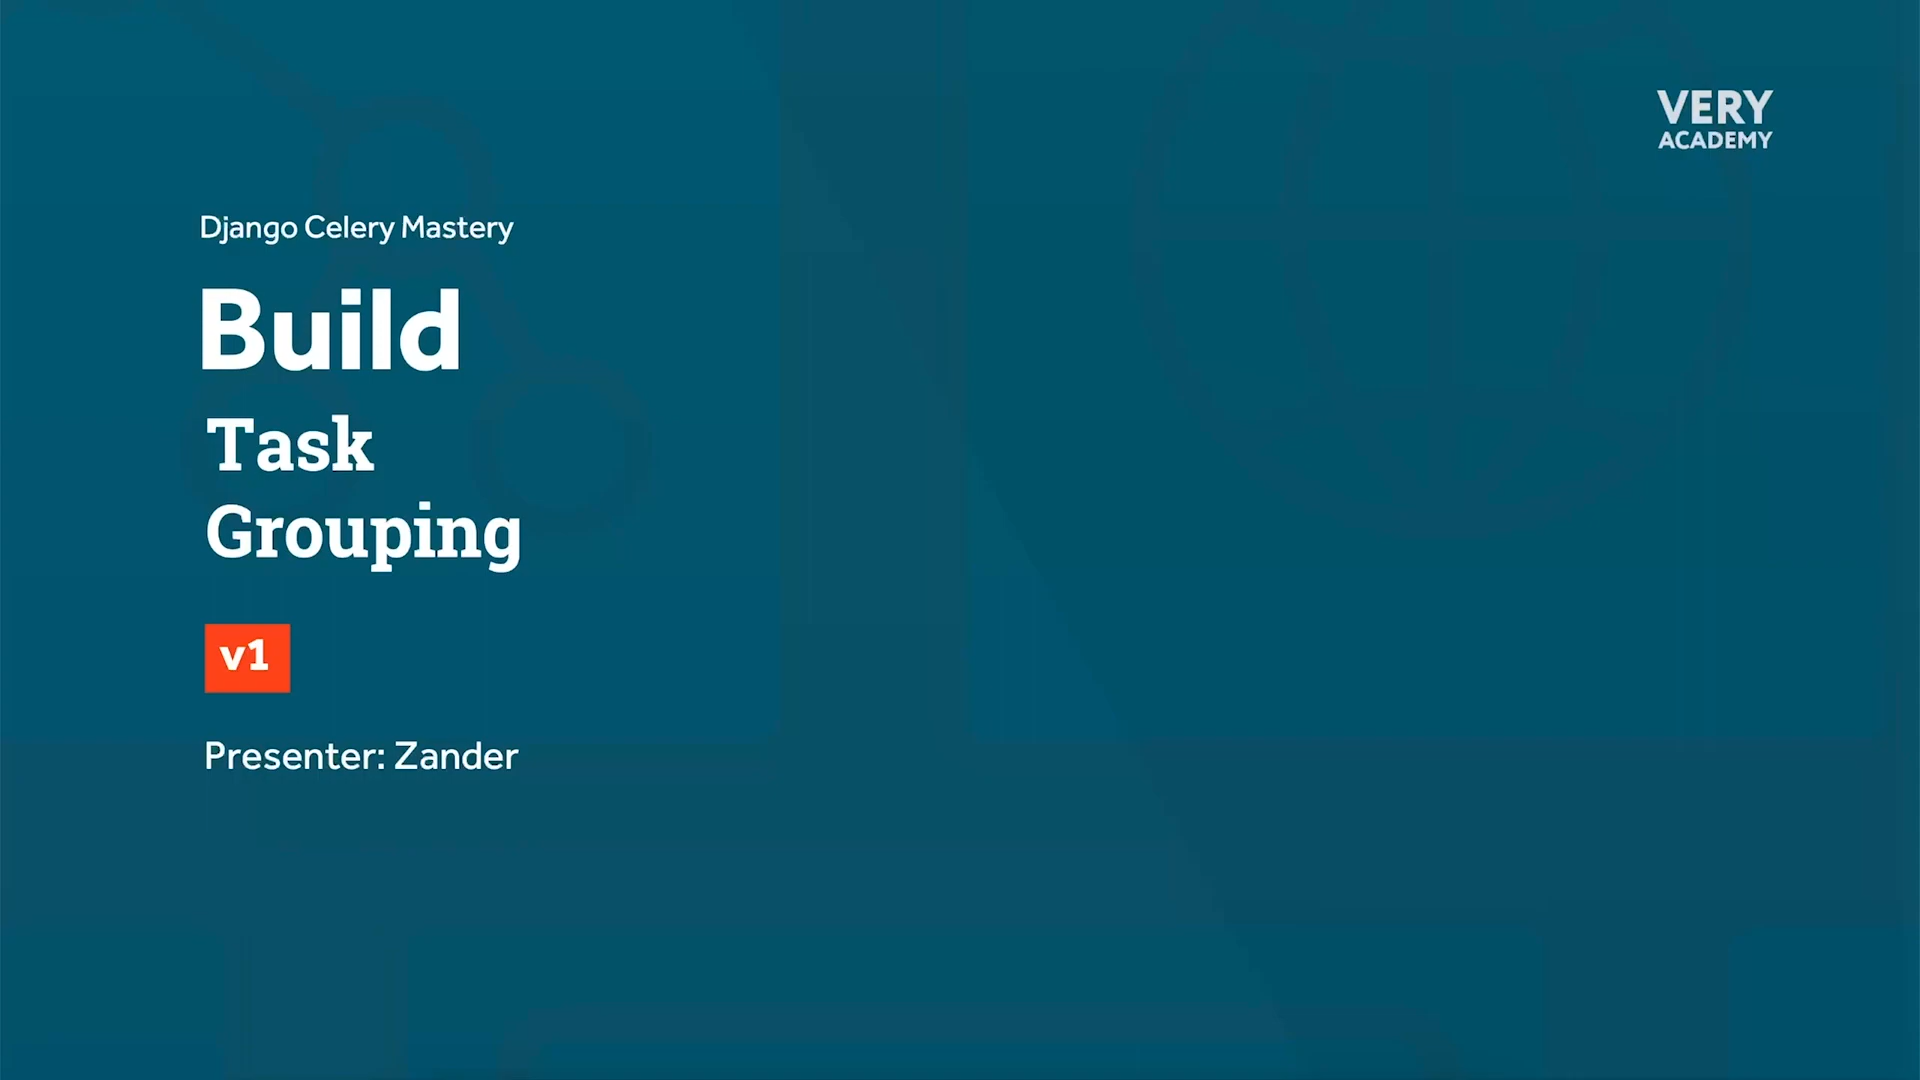 VERY
ACADEMY
Django Celery Mastery
Build
Task
Grouping
v1
Presenter: Zander